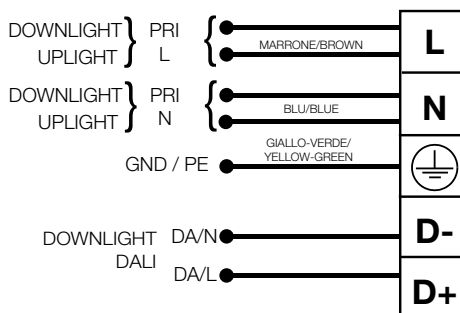 DOWNLIGHT } PRI { MARRONE/BROWN L
UPLIGHT } L {
DOWNLIGHT } PRI { BLU/BLUE N
UPLIGHT } N {
GIALLO-VERDE/
YELLOW-GREEN
GND / PE
DOWNLIGHT DA/N D-
DALI
DA/L D+